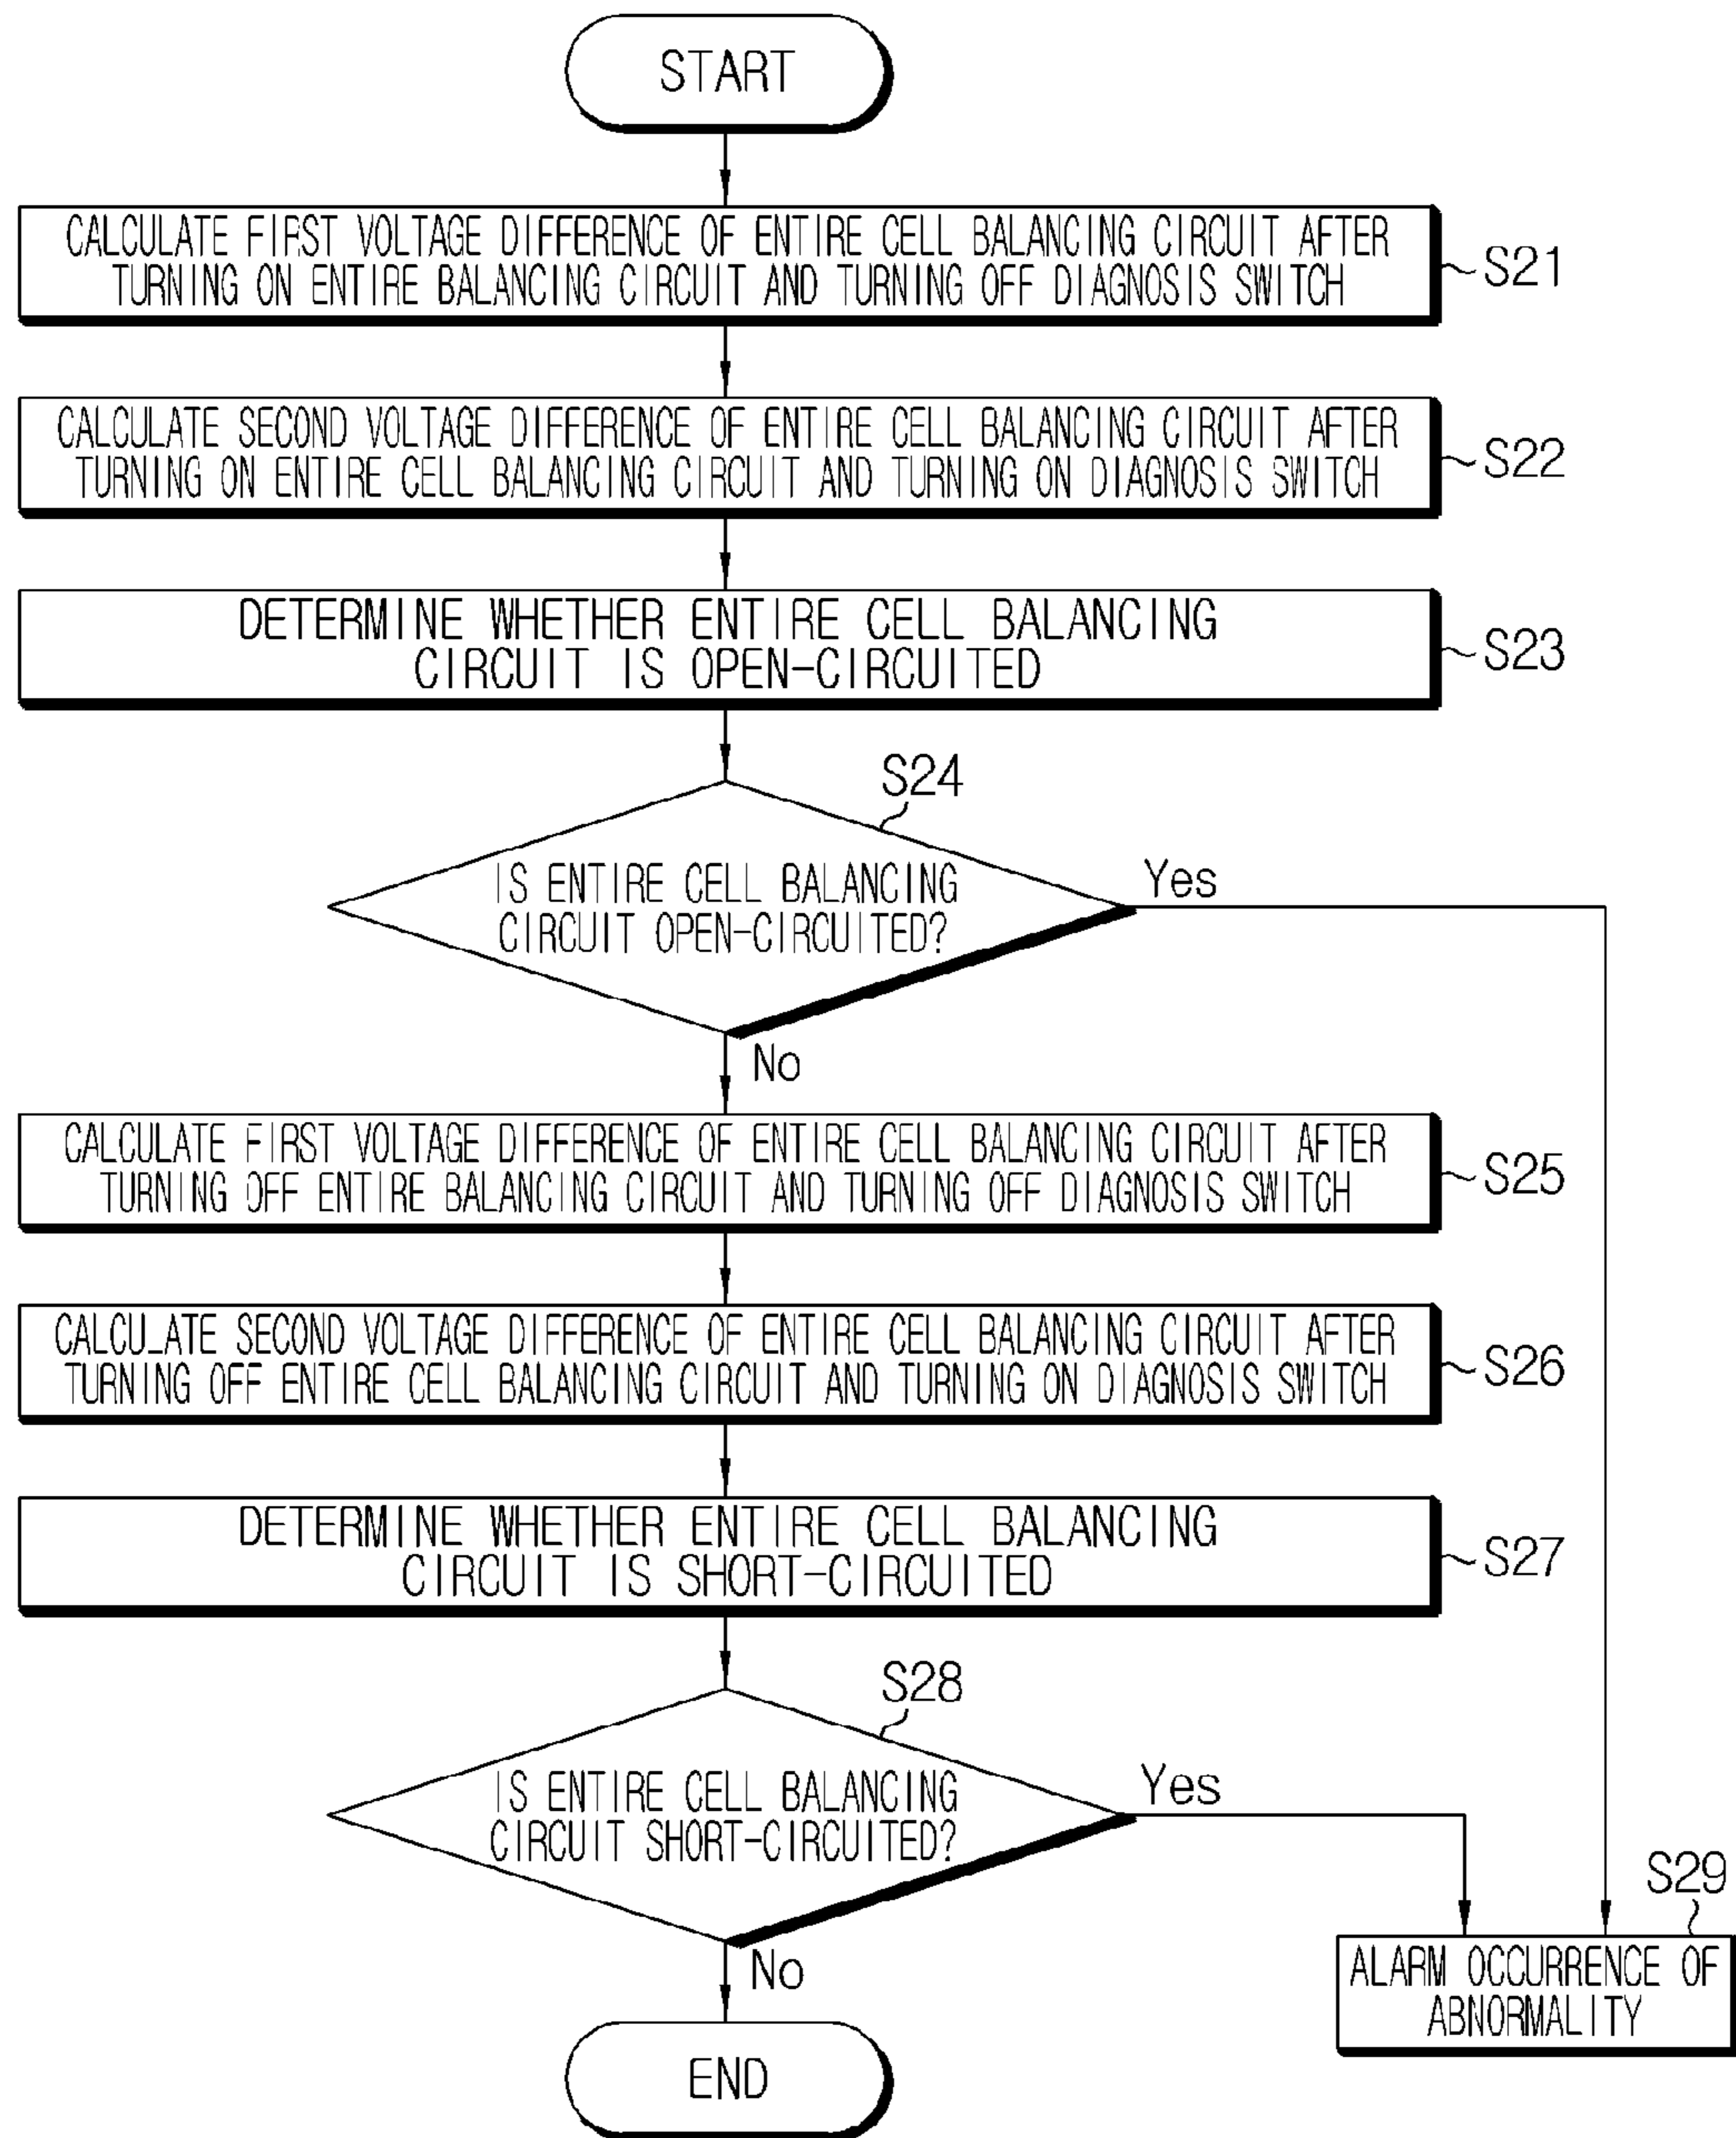 START
CALCULATE FIRST VOLTAGE DIFFERENCE OF ENTIRE CELL BALANCING CIRCUIT AFTER
TURNING ON ENTIRE BALANCING CIRCUIT AND TURNING OFF DIAGNOSIS SWITCH
S21
CALCULATE SECOND VOLTAGE DIFFERENCE OF ENTIRE CELL BALANCING CIRCUIT AFTER
TURNING ON ENTIRE CELL BALANCING CIRCUIT AND TURNING ON DIAGNOSIS SWITCH
S22
DETERMINE WHETHER ENTIRE CELL BALANCING
CIRCUIT IS OPEN-CIRCUITED
S23
S24
IS ENTIRE CELL BALANCING
CIRCUIT OPEN-CIRCUITED?
Yes
No
CALCULATE FIRST VOLTAGE DIFFERENCE OF ENTIRE CELL BALANCING CIRCUIT AFTER
TURNING OFF ENTIRE BALANCING CIRCUIT AND TURNING OFF DIAGNOSIS SWITCH
S25
CALCULATE SECOND VOLTAGE DIFFERENCE OF ENTIRE CELL BALANCING CIRCUIT AFTER
TURNING OFF ENTIRE CELL BALANCING CIRCUIT AND TURNING ON DIAGNOSIS SWITCH
S26
DETERMINE WHETHER ENTIRE CELL BALANCING
CIRCUIT IS SHORT-CIRCUITED
S27
S28
IS ENTIRE CELL BALANCING
CIRCUIT SHORT-CIRCUITED?
Yes
No
S29
ALARM OCCURRENCE OF
ABNORMALITY
END